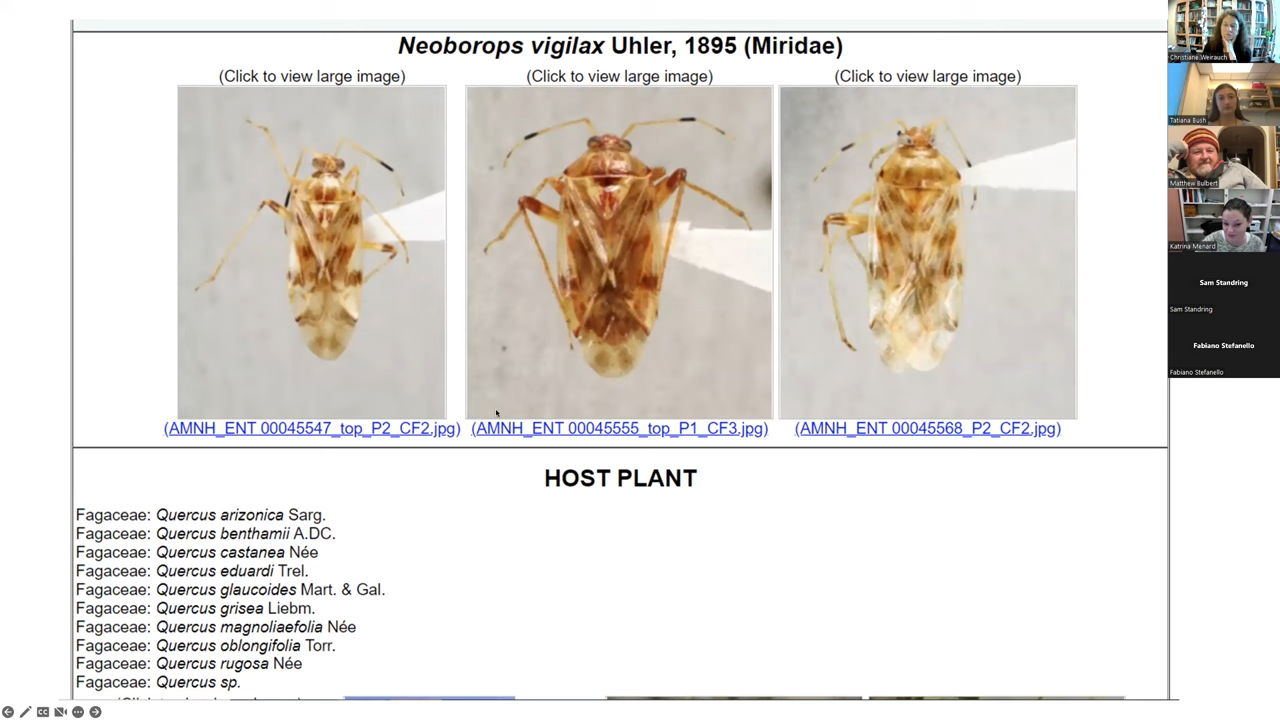 Neoborops vigilax Uhler, 1895 (Miridae)
(Click to view large image) (Click to view large image) (Click to view large image)
(AMNH_ENT 00045547_top_P2_CF2.jpg) (AMNH_ENT 00045555_top_P1_CF3.jpg) (AMNH_ENT 00045568_P2_CF2.jpg)
HOST PLANT
Fagaceae: Quercus arizonica Sarg.
Fagaceae: Quercus benthamii A.DC.
Fagaceae: Quercus castanea Née
Fagaceae: Quercus eduardi Trel.
Fagaceae: Quercus glaucoides Mart. & Gal.
Fagaceae: Quercus grisea Liebm.
Fagaceae: Quercus magnoliaefolia Née
Fagaceae: Quercus oblongifolia Torr.
Fagaceae: Quercus rugosa Née
Fagaceae: Quercus sp.
Christiane Weirauch
Tatiana Bush
Matthew Bulbert
Katrina Menard
Sam Standring
Sam Standring
Fabiano Stefanello
Fabiano Stefanello